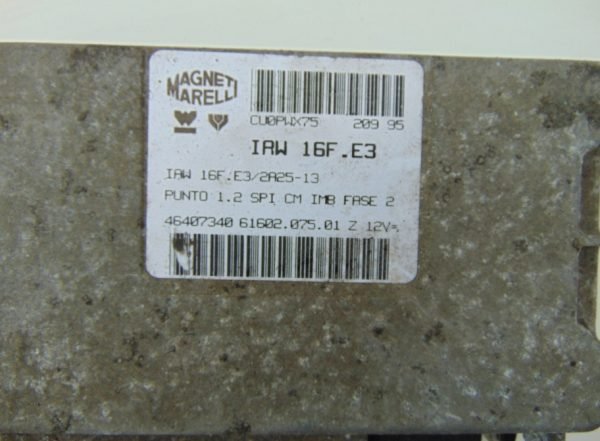 MAGNETI
MARELLI
CU0PWX75 209 95
IAW 16F.E3
IAW 16F.E3/2A25-13
PUNTO 1.2 SPI CM IMB FASE 2
46407340 61602.075.01 Z 12V=